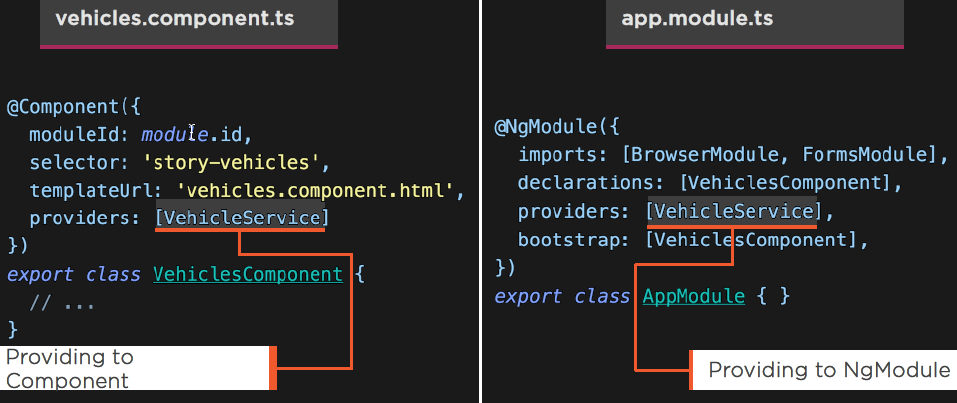 vehicles.component.ts
@Component({
moduleId: module.id,
selector: 'story-vehicles',
templateUrl: 'vehicles.component.html',
providers: [VehicleService]
})
export class VehiclesComponent {
// ...
}
Providing to
Component
app.module.ts
@NgModule({
imports: [BrowserModule, FormsModule],
declarations: [VehiclesComponent],
providers: [VehicleService],
bootstrap: [VehiclesComponent],
})
export class AppModule { }
Providing to NgModule